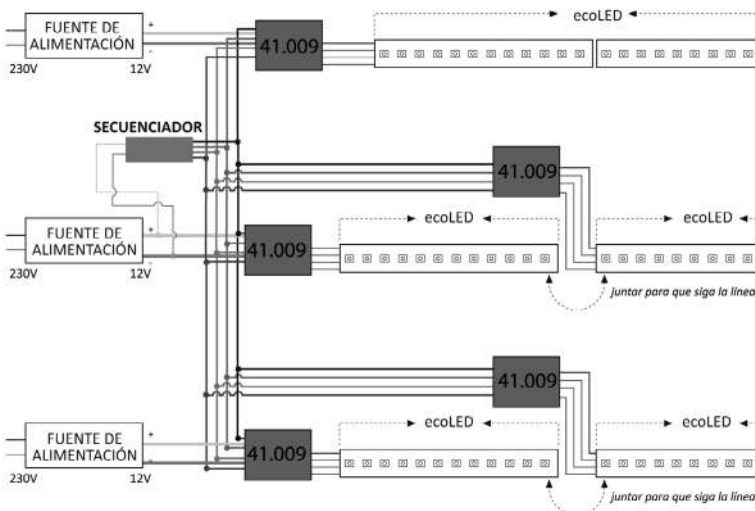 ecoLED
FUENTE DE
ALIMENTACIÓN
+
-
230V
12V
41.009
SECUENCIADOR
41.009
ecoLED
ecoLED
FUENTE DE
ALIMENTACIÓN
+
-
230V
12V
41.009
juntar para que siga la línea
41.009
ecoLED
ecoLED
FUENTE DE
ALIMENTACIÓN
+
-
230V
12V
41.009
juntar para que siga la línea